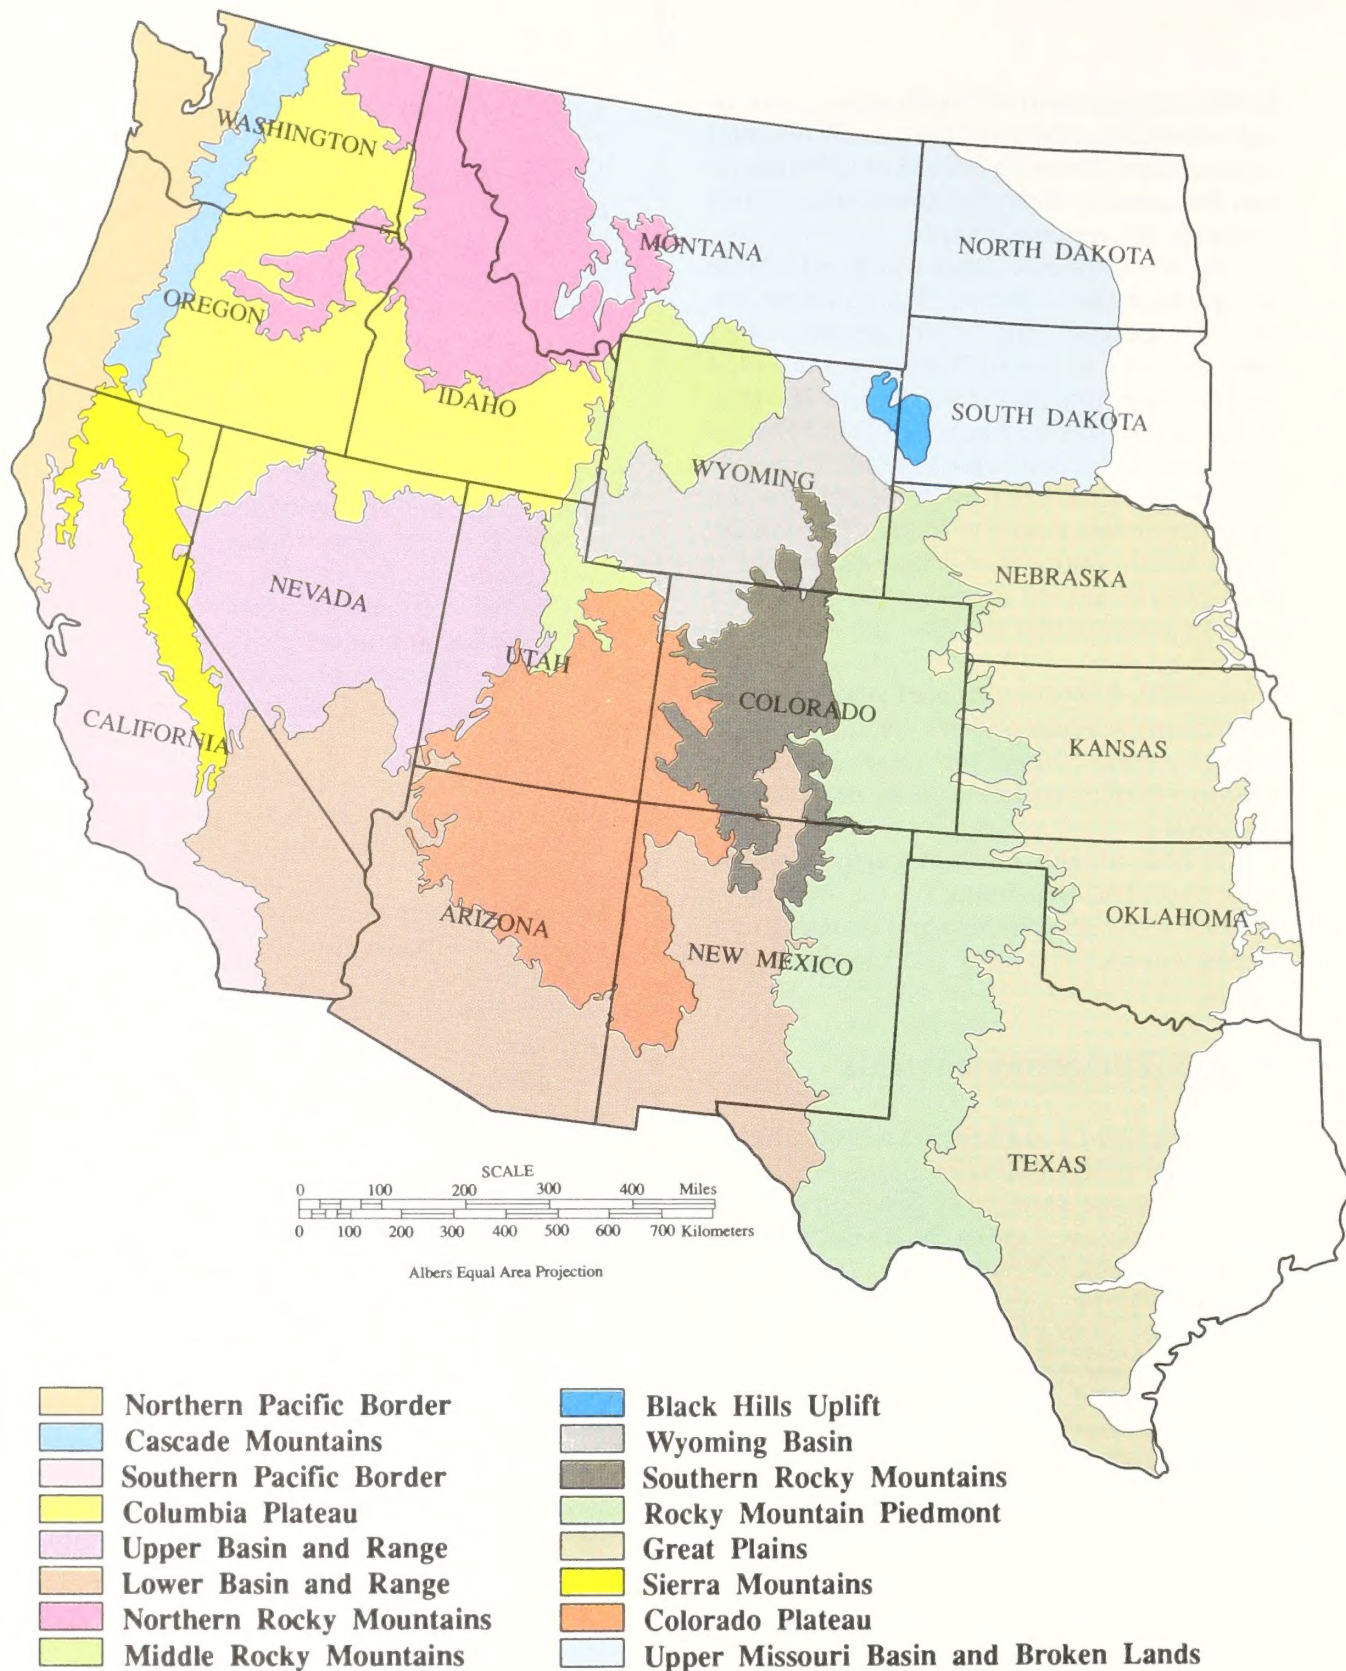 WASHINGTON
MONTANA
NORTH DAKOTA
OREGON
IDAHO
SOUTH DAKOTA
WYOMING
NEVADA
NEBRASKA
UTAH
COLORADO
CALIFORNIA
KANSAS
ARIZONA
OKLAHOMA
NEW MEXICO
TEXAS
SCALE
0 100 200 300 400 Miles
0 100 200 300 400 500 600 700 Kilometers
Albers Equal Area Projection
Northern Pacific Border
Cascade Mountains
Southern Pacific Border
Columbia Plateau
Upper Basin and Range
Lower Basin and Range
Northern Rocky Mountains
Middle Rocky Mountains
Black Hills Uplift
Wyoming Basin
Southern Rocky Mountains
Rocky Mountain Piedmont
Great Plains
Sierra Mountains
Colorado Plateau
Upper Missouri Basin and Broken Lands